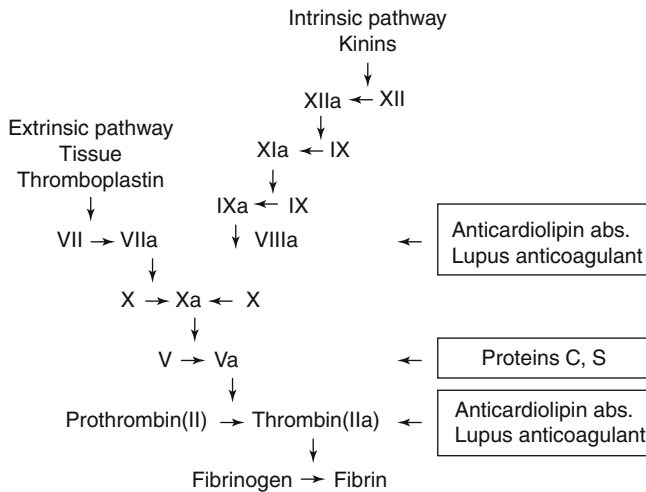 Intrinsic pathway
Kinins
XIIa ← XII
Extrinsic pathway
Tissue
Thromboplastin
XIa ← IX
IXa ← IX
VII → VIIa
VIIIa
Anticardiolipin abs.
Lupus anticoagulant
X → Xa ← X
V → Va
Proteins C, S
Prothrombin(II) → Thrombin(IIa)
Anticardiolipin abs.
Lupus anticoagulant
Fibrinogen → Fibrin